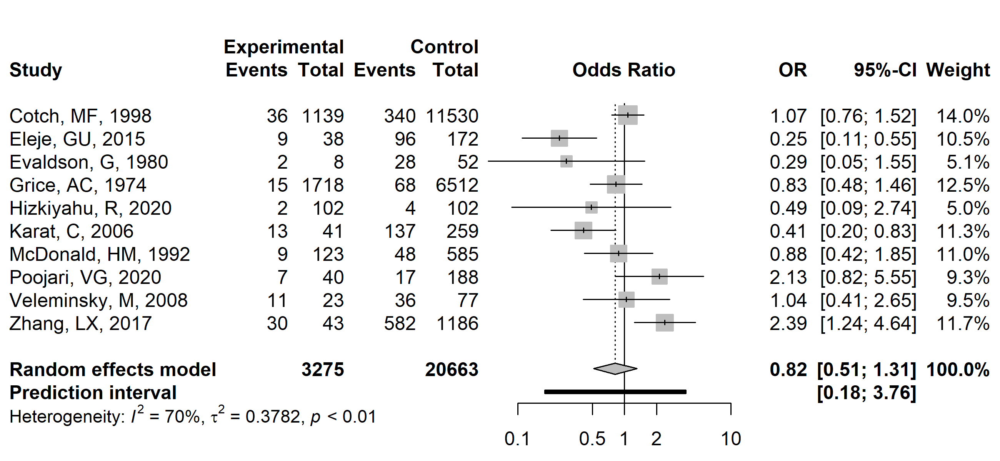 Experimental Control
Study Events Total Events Total Odds Ratio OR 95%-CI Weight
Cotch, MF, 1998 36 1139 340 11530 1.07 [0.76; 1.52] 14.0%
Eleje, GU, 2015 9 38 96 172 0.25 [0.11; 0.55] 10.5%
Evaldson, G, 1980 2 8 28 52 0.29 [0.05; 1.55] 5.1%
Grice, AC, 1974 15 1718 68 6512 0.83 [0.48; 1.46] 12.5%
Hizkiyahu, R, 2020 2 102 4 102 0.49 [0.09; 2.74] 5.0%
Karat, C, 2006 13 41 137 259 0.41 [0.20; 0.83] 11.3%
McDonald, HM, 1992 9 123 48 585 0.88 [0.42; 1.85] 11.0%
Poojari, VG, 2020 7 40 17 188 2.13 [0.82; 5.55] 9.3%
Veleminsky, M, 2008 11 23 36 77 1.04 [0.41; 2.65] 9.5%
Zhang, LX, 2017 30 43 582 1186 2.39 [1.24; 4.64] 11.7%
Random effects model 3275 20663 0.82 [0.51; 1.31] 100.0%
Prediction interval [0.18; 3.76]
Heterogeneity: I² = 70%, τ² = 0.3782, p < 0.01
0.1 0.5 1 2 10